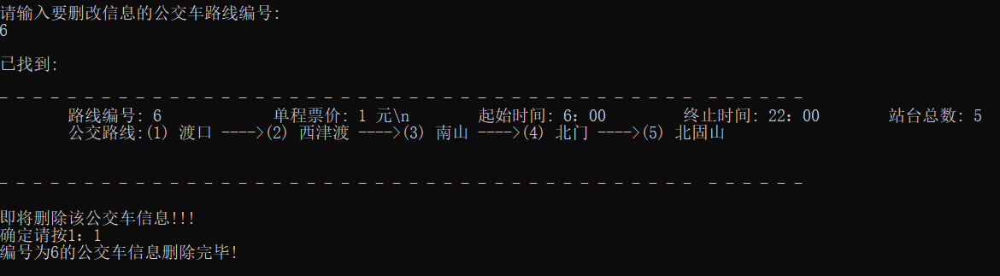 请输入要删改信息的公交车路线编号:
6
已找到:
- - - - - - - - - - - - - - - - - - - - - - - - - - - - - - - - - - - - - - - - -  - - - - - -
路线编号: 6 单程票价: 1 元\n 起始时间: 6：00 终止时间: 22：00 站台总数: 5
公交路线:(1) 渡口 ---->(2) 西津渡 ---->(3) 南山 ---->(4) 北门 ---->(5) 北固山
- - - - - - - - - - - - - - - - - - - - - - - - - - - - - - - - - - - - - - - - -  - - - - - -
即将删除该公交车信息!!!
确定请按1：1
编号为6的公交车信息删除完毕!